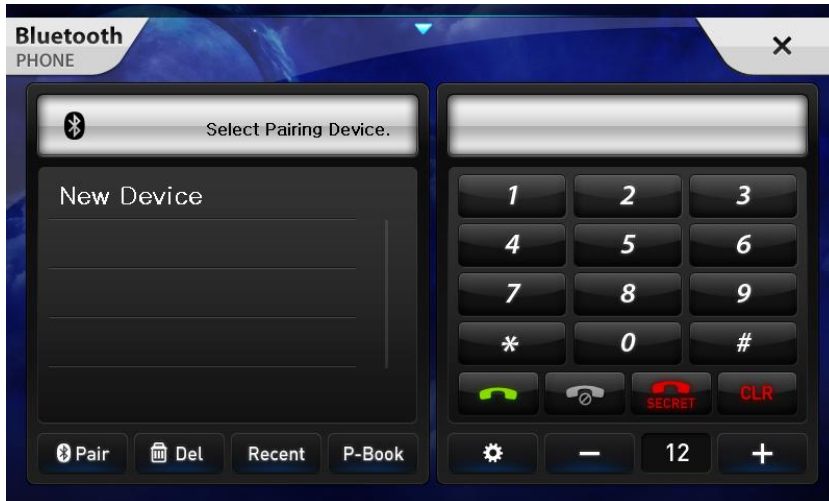 Bluetooth
PHONE
Select Pairing Device.
New Device
Pair Del Recent P-Book
1 2 3
4 5 6
7 8 9
* 0 #
SECRET CLR
− 12 +